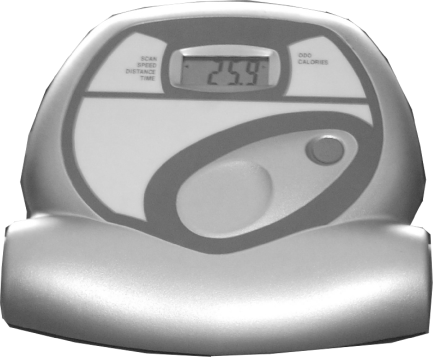 SCAN
SPEED
DISTANCE
TIME
25.9
ODO
CALORIES